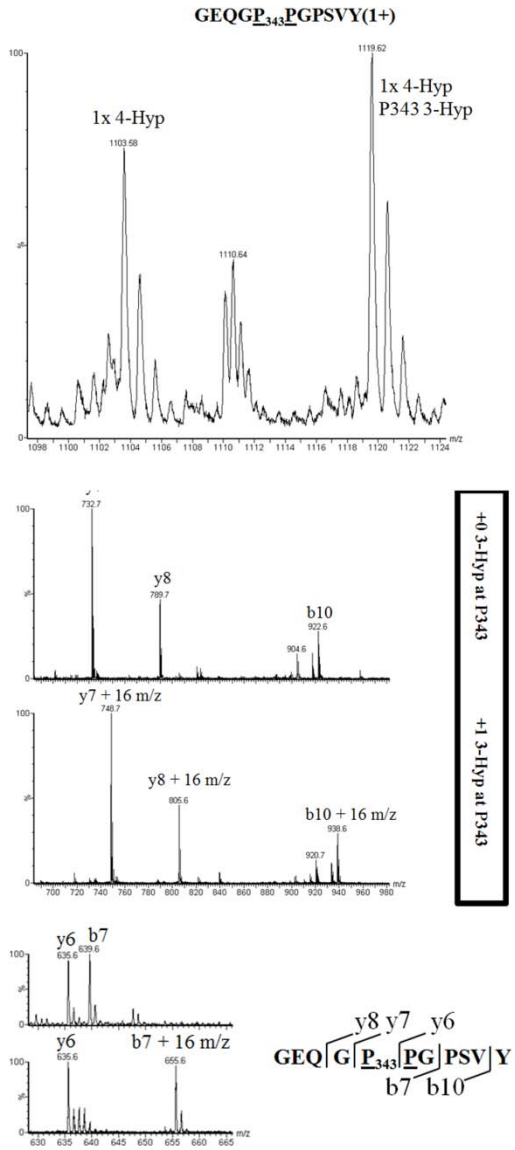 GEQGP343PGPSVY(1+)
1119.62
100
1x 4-Hyp
P343 3-Hyp
1x 4-Hyp
1103.58
%
1110.64
0
1098 1100 1102 1104 1106 1108 1110 1112 1114 1116 1118 1120 1122 1124
m/z
732.7
100
y8
789.7
b10
922.6
904.6
0
+0 3-Hyp at P343
y7 + 16 m/z
748.7
100
y8 + 16 m/z
805.6
b10 + 16 m/z
938.6
920.7
0
700 720 740 760 780 800 820 840 860 880 900 920 940 960 980
+1 3-Hyp at P343
y6 b7
635.6 639.6
100
0
y6 b7 + 16 m/z
635.6 655.6
100
0
630 635 640 645 650 655 660 665
y8 y7 y6
GEQ G P343 PG PSV Y
b7 b10